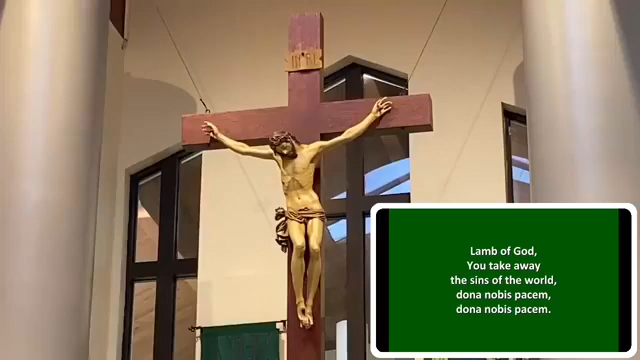 Lamb of God,
You take away
the sins of the world,
dona nobis pacem,
dona nobis pacem.